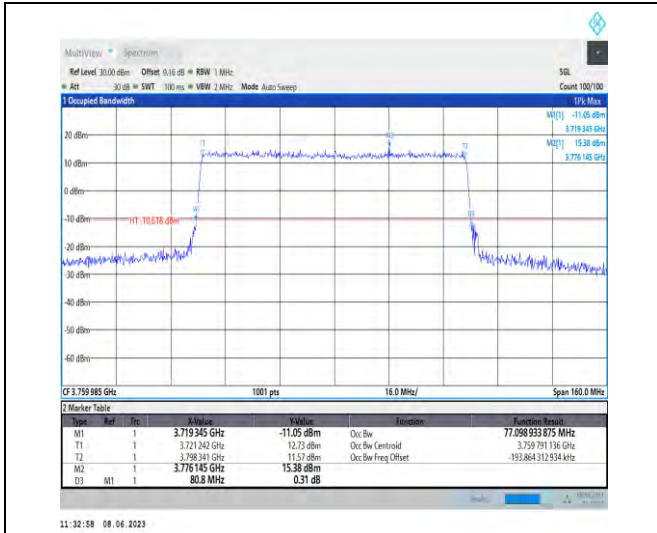 MultiView Spectrum
Ref Level 30.00 dBm Offset 9.16 dB RBW 1 MHz SGL
Att 30 dB SWT 100 ms VBW 2 MHz Mode Auto Sweep Count 100/100
1 Occupied Bandwidth 1Pk Max
M1[1] -11.05 dBm
3.719 345 GHz
20 dBm
M2[1] 15.38 dBm
3.776 145 GHz
T1
M2
T2
10 dBm
0 dBm
M1
D3
-10 dBm
H1 -10.618 dBm
-20 dBm
-30 dBm
-40 dBm
-50 dBm
-60 dBm
CF 3.759 985 GHz 1001 pts 16.0 MHz/ Span 160.0 MHz
2 Marker Table
Type Ref Trc X-Value Y-Value Function Function Result
M1 1 3.719 345 GHz -11.05 dBm Occ Bw 77.098 933 875 MHz
T1 1 3.721 242 GHz 12.73 dBm Occ Bw Centroid 3.759 791 136 GHz
T2 1 3.798 341 GHz 11.57 dBm Occ Bw Freq Offset -193.864 312 934 kHz
M2 1 3.776 145 GHz 15.38 dBm
D3 M1 1 80.8 MHz 0.31 dB
11:32:58 08.06.2023